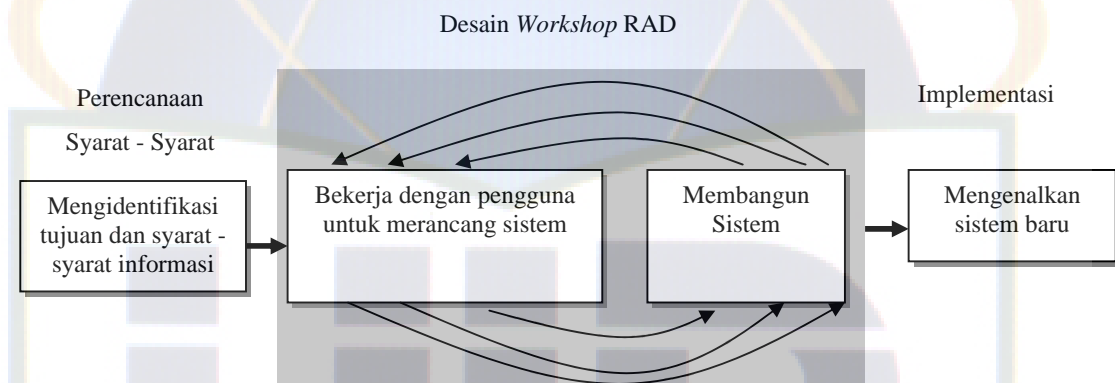 Desain Workshop RAD
Perencanaan
Syarat - Syarat
Implementasi
Mengidentifikasi
tujuan dan syarat -
syarat informasi
Bekerja dengan pengguna
untuk merancang sistem
Membangun
Sistem
Mengenalkan
sistem baru